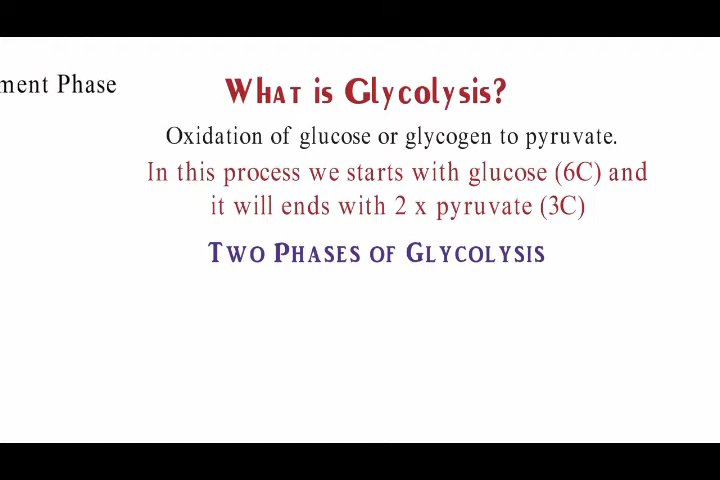 ment Phase
What is Glycolysis?
Oxidation of glucose or glycogen to pyruvate.
In this process we starts with glucose (6C) and
it will ends with 2 x pyruvate (3C)
Two Phases of Glycolysis